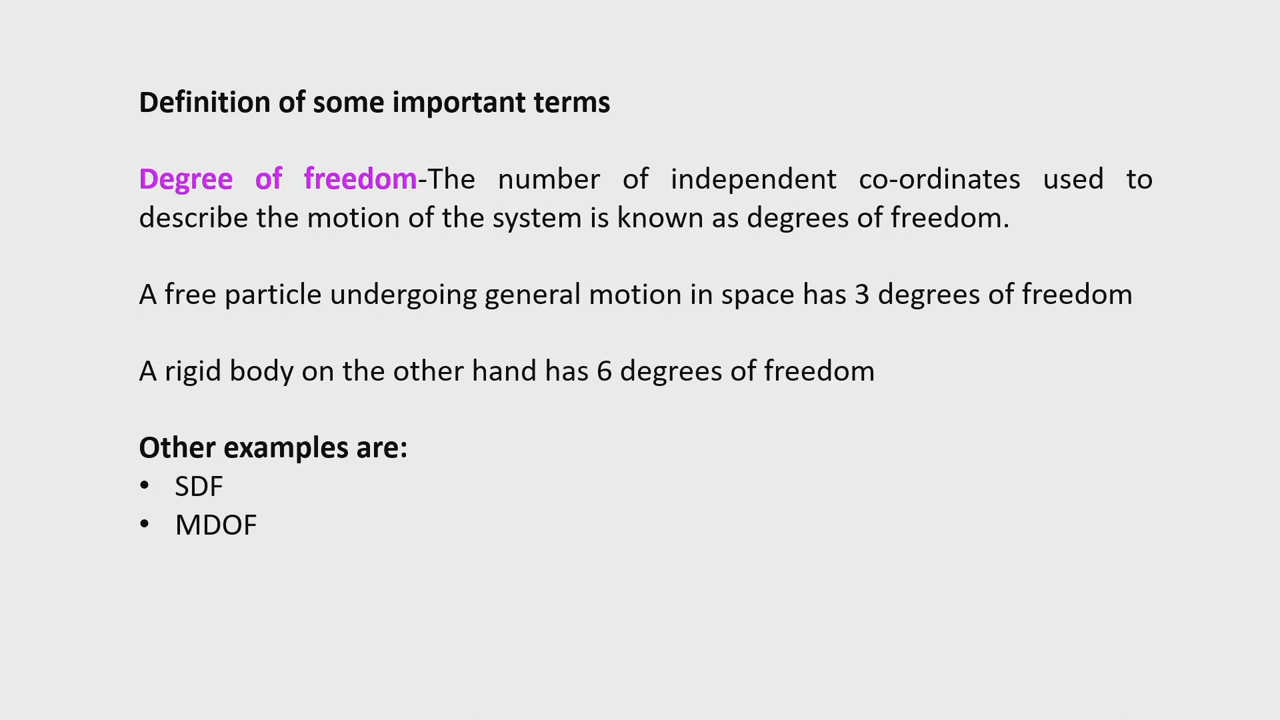 Definition of some important terms
Degree of freedom-The number of independent co-ordinates used to
describe the motion of the system is known as degrees of freedom.
A free particle undergoing general motion in space has 3 degrees of freedom
A rigid body on the other hand has 6 degrees of freedom
Other examples are:
• SDF
• MDOF